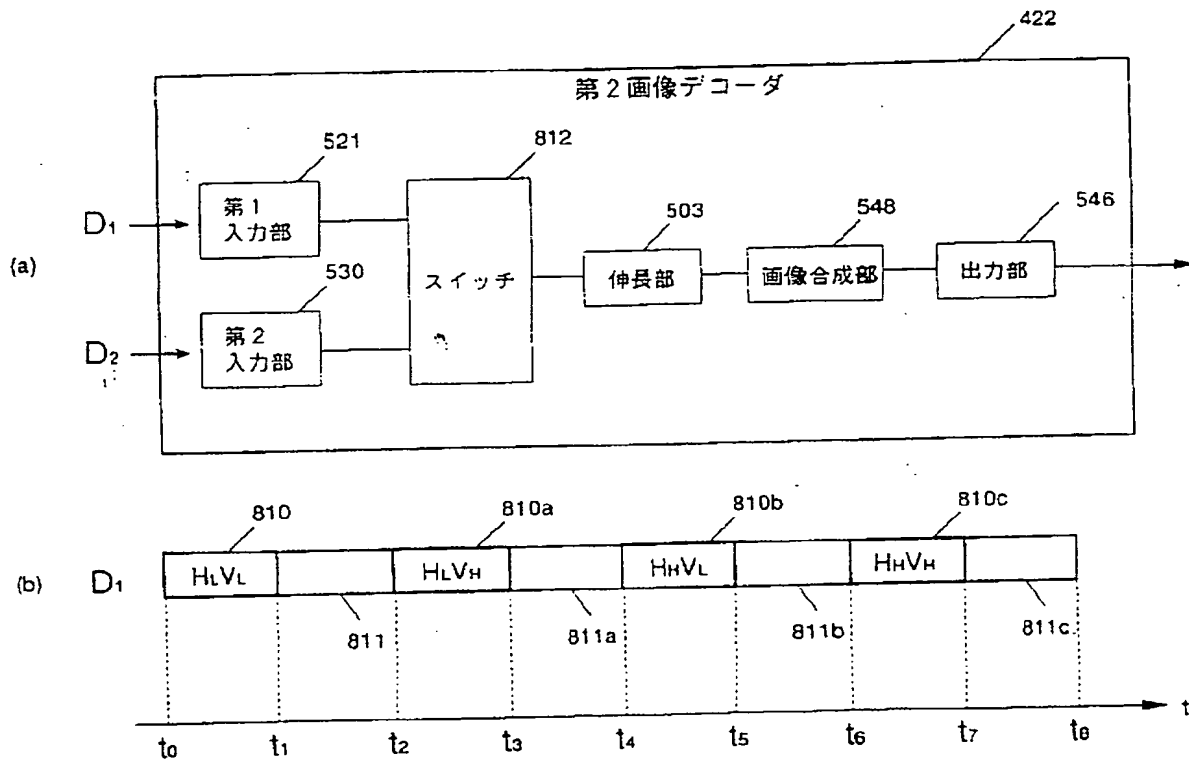 422
第2画像デコーダ
521
812
D₁
第1
入力部
503
548
546
(a)
スイッチ
伸長部
画像合成部
出力部
530
D₂
第2
入力部
810
810a
810b
810c
(b)
D₁
HLVL
HLVH
HHVL
HHVH
811
811a
811b
811c
t
t₀
t₁
t₂
t₃
t₄
t₅
t₆
t₇
t₈